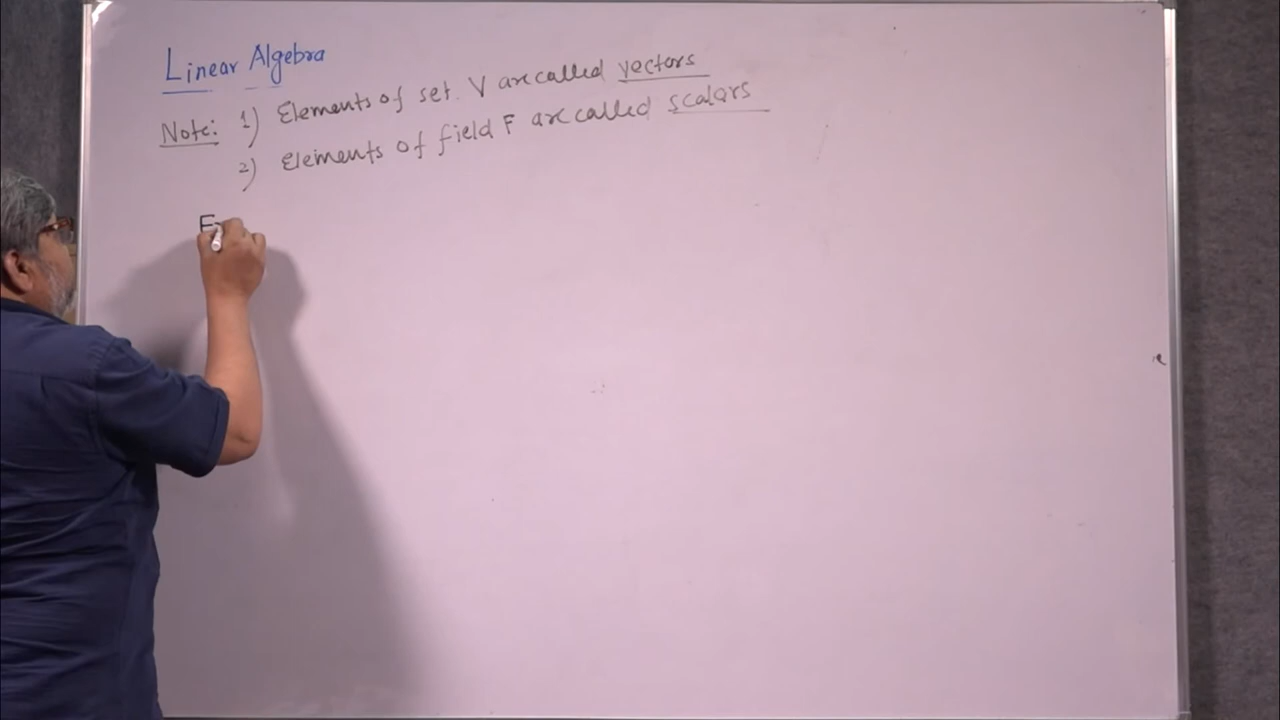 Linear Algebra
Note: 1) Elements of set V are called vectors
2) Elements of field F are called scalars
E